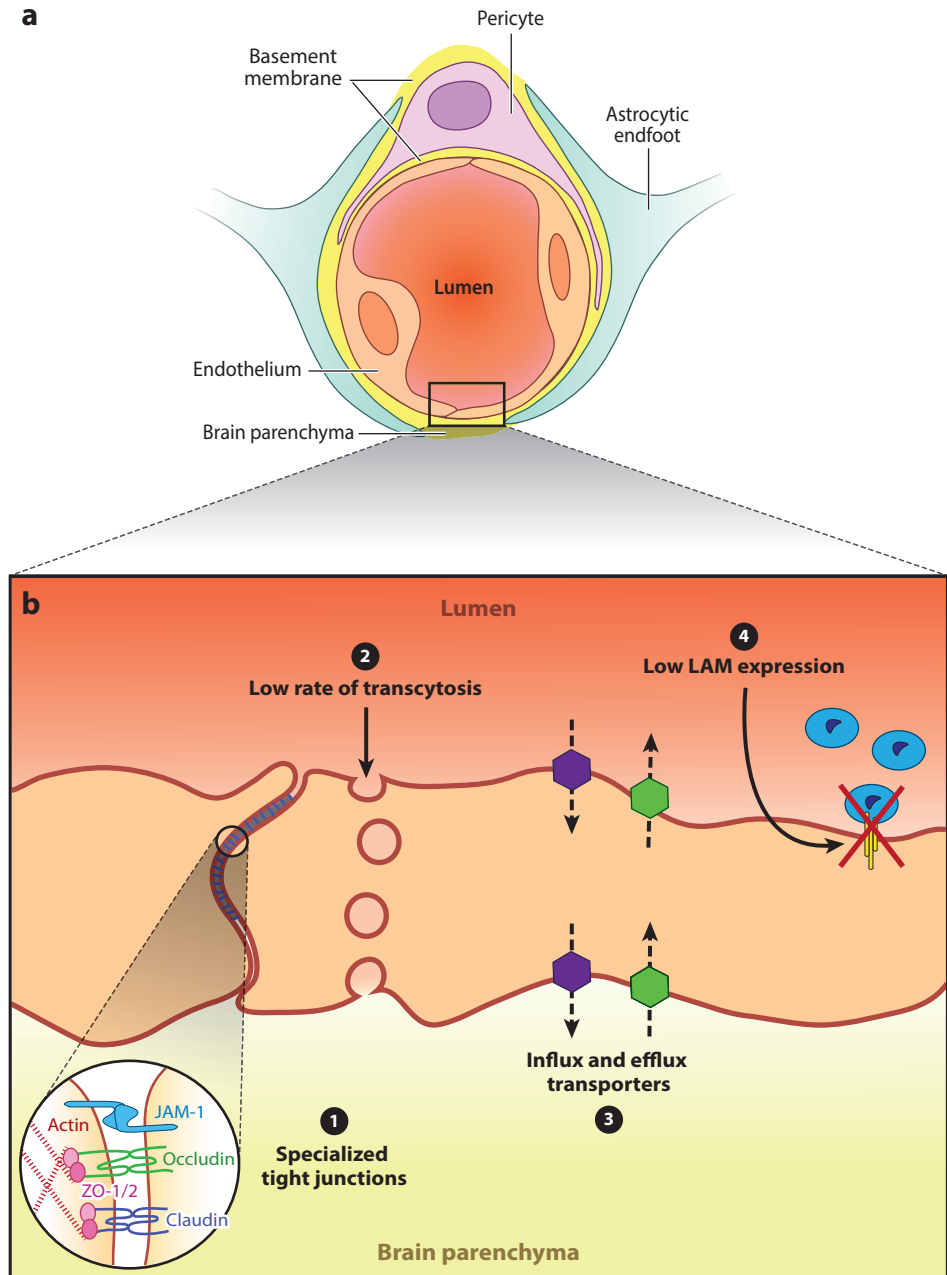 a
Pericyte
Basement
membrane
Astrocytic
endfoot
Lumen
Endothelium
Brain parenchyma
b
Lumen
4
Low LAM expression
2
Low rate of transcytosis
Influx and efflux
transporters
3
1
Specialized
tight junctions
JAM-1
Actin
Occludin
ZO-1/2
Claudin
Brain parenchyma